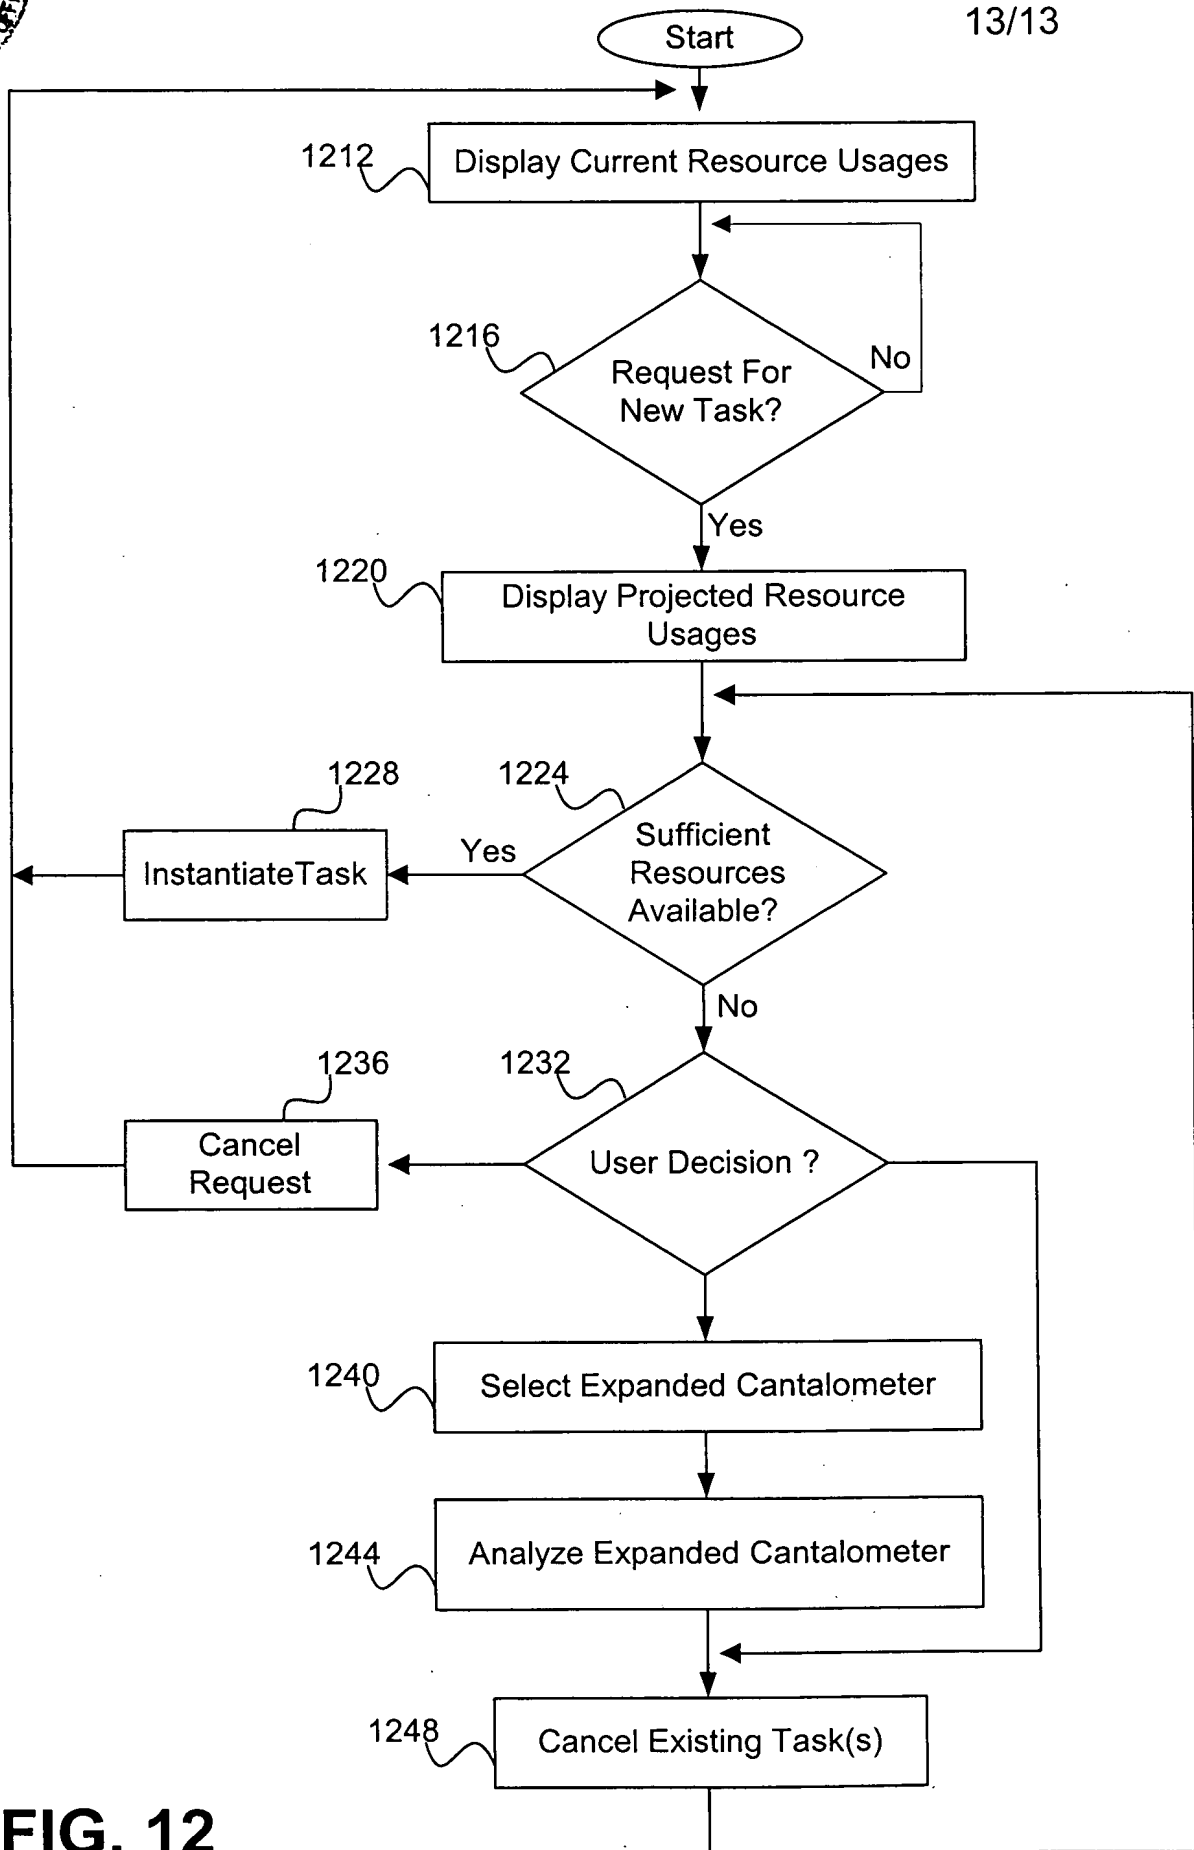 13/13
Start
1212
Display Current Resource Usages
1216
Request For
New Task?
No
Yes
1220
Display Projected Resource
Usages
1228
1224
InstantiateTask
Yes
Sufficient
Resources
Available?
No
1236
1232
Cancel
Request
User Decision ?
1240
Select Expanded Cantalometer
1244
Analyze Expanded Cantalometer
1248
Cancel Existing Task(s)
FIG. 12